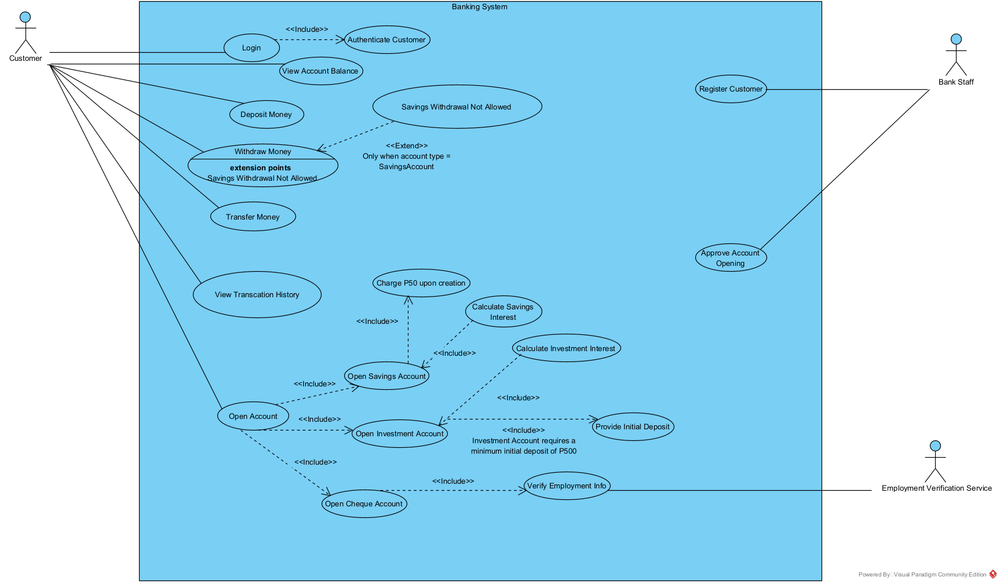 Banking System
Customer
<<Include>>
Login
Authenticate Customer
View Account Balance
Bank Staff
Register Customer
Deposit Money
Savings Withdrawal Not Allowed
Withdraw Money
extension points
Savings Withdrawal Not Allowed
<<Extend>>
Only when account type =
SavingsAccount
Transfer Money
Approve Account
Opening
View Transcation History
Charge P50 upon creation
Calculate Savings
Interest
<<Include>>
<<Include>>
Calculate Investment Interest
Open Savings Account
<<Include>>
<<Include>>
Open Account
<<Include>>
Open Investment Account
Provide Initial Deposit
<<Include>>
Investment Account requires a
minimum initial deposit of P500
<<Include>>
<<Include>>
Verify Employment Info
Open Cheque Account
Employment Verification Service
Powered By Visual Paradigm Community Edition